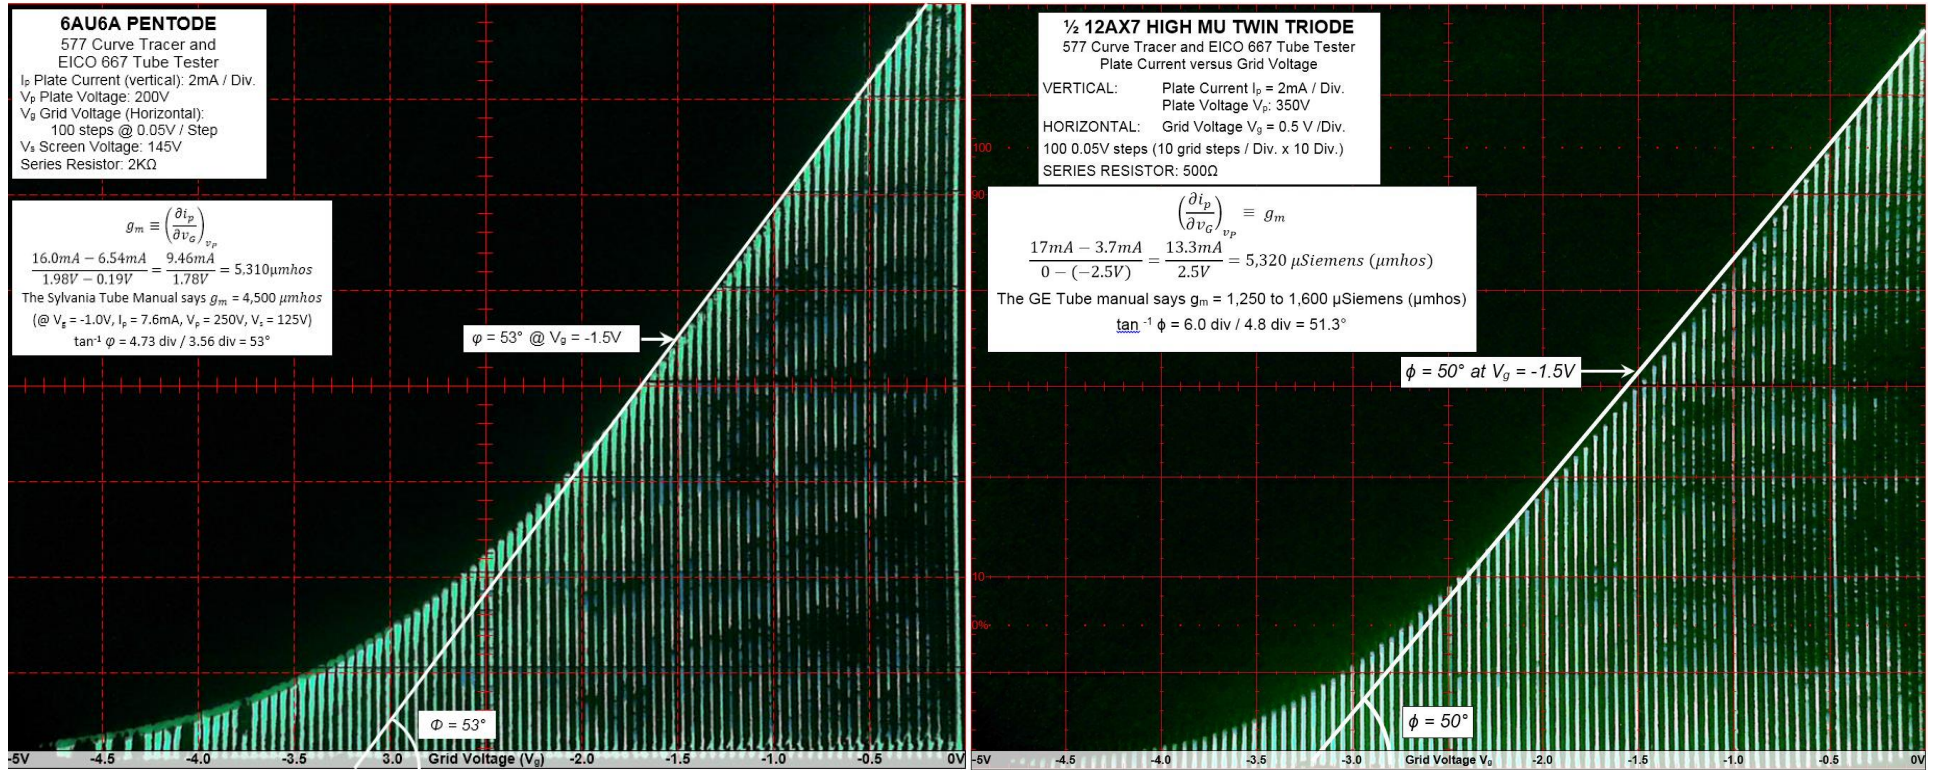 6AU6A PENTODE
577 Curve Tracer and
EICO 667 Tube Tester
Iₚ Plate Current (vertical): 2mA / Div.
Vₚ Plate Voltage: 200V
V₉ Grid Voltage (Horizontal):
100 steps @ 0.05V / Step
Vₛ Screen Voltage: 145V
Series Resistor: 2KΩ
gₘ ≡ (∂iₚ/∂v_G)_vₚ
16.0mA − 6.54mA / 1.98V − 0.19V = 9.46mA / 1.78V = 5,310μmhos
The Sylvania Tube Manual says gₘ = 4,500 μmhos
(@ V_g = -1.0V, Iₚ = 7.6mA, Vₚ = 250V, Vₛ = 125V)
tan⁻¹ φ = 4.73 div / 3.56 div = 53°
φ = 53° @ V_g = -1.5V
Φ = 53°
-5V -4.5 -4.0 -3.5 3.0 Grid Voltage (V_g) -2.0 -1.5 -1.0 -0.5 0V
½ 12AX7 HIGH MU TWIN TRIODE
577 Curve Tracer and EICO 667 Tube Tester
Plate Current versus Grid Voltage
VERTICAL: Plate Current Iₚ = 2mA / Div.
Plate Voltage Vₚ: 350V
HORIZONTAL: Grid Voltage V_g = 0.5 V /Div.
100 0.05V steps (10 grid steps / Div. x 10 Div.)
SERIES RESISTOR: 500Ω
(∂iₚ/∂v_G)_vₚ ≡ gₘ
17mA − 3.7mA / 0 − (−2.5V) = 13.3mA / 2.5V = 5,320 μSiemens (μmhos)
The GE Tube manual says gₘ = 1,250 to 1,600 μSiemens (μmhos)
tan ⁻¹ ϕ = 6.0 div / 4.8 div = 51.3°
100
90
ϕ = 50° at V_g = -1.5V
10
0%
ϕ = 50°
-5V -4.5 -4.0 -3.5 -3.0 Grid Voltage V_g -2.0 -1.5 -1.0 -0.5 0V